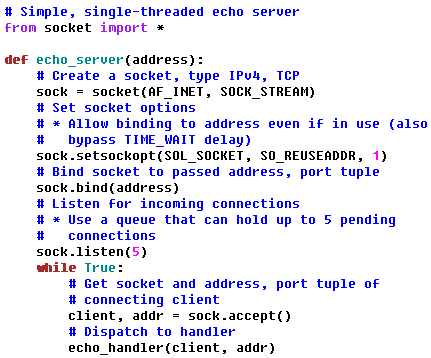 # Simple, single-threaded echo server
from socket import *

def echo_server(address):
    # Create a socket, type IPv4, TCP
    sock = socket(AF_INET, SOCK_STREAM)
    # Set socket options
    # * Allow binding to address even if in use (also
    #   bypass TIME_WAIT delay)
    sock.setsockopt(SOL_SOCKET, SO_REUSEADDR, 1)
    # Bind socket to passed address, port tuple
    sock.bind(address)
    # Listen for incoming connections
    # * Use a queue that can hold up to 5 pending
    #   connections
    sock.listen(5)
    while True:
        # Get socket and address, port tuple of
        # connecting client
        client, addr = sock.accept()
        # Dispatch to handler
        echo_handler(client, addr)